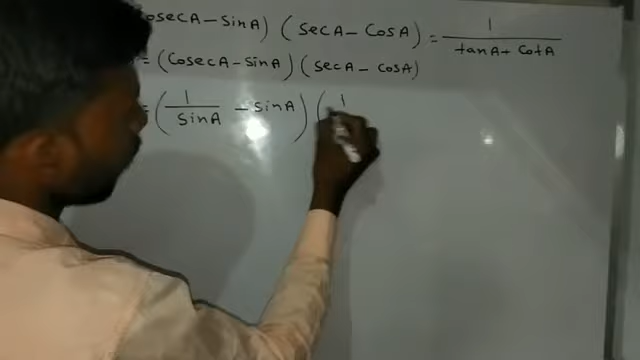 cosecA - sinA) (secA - cosA) = 1 / tanA + cotA
= (cosecA - sinA) (secA - cosA)
= (1 / sinA - sinA) (1